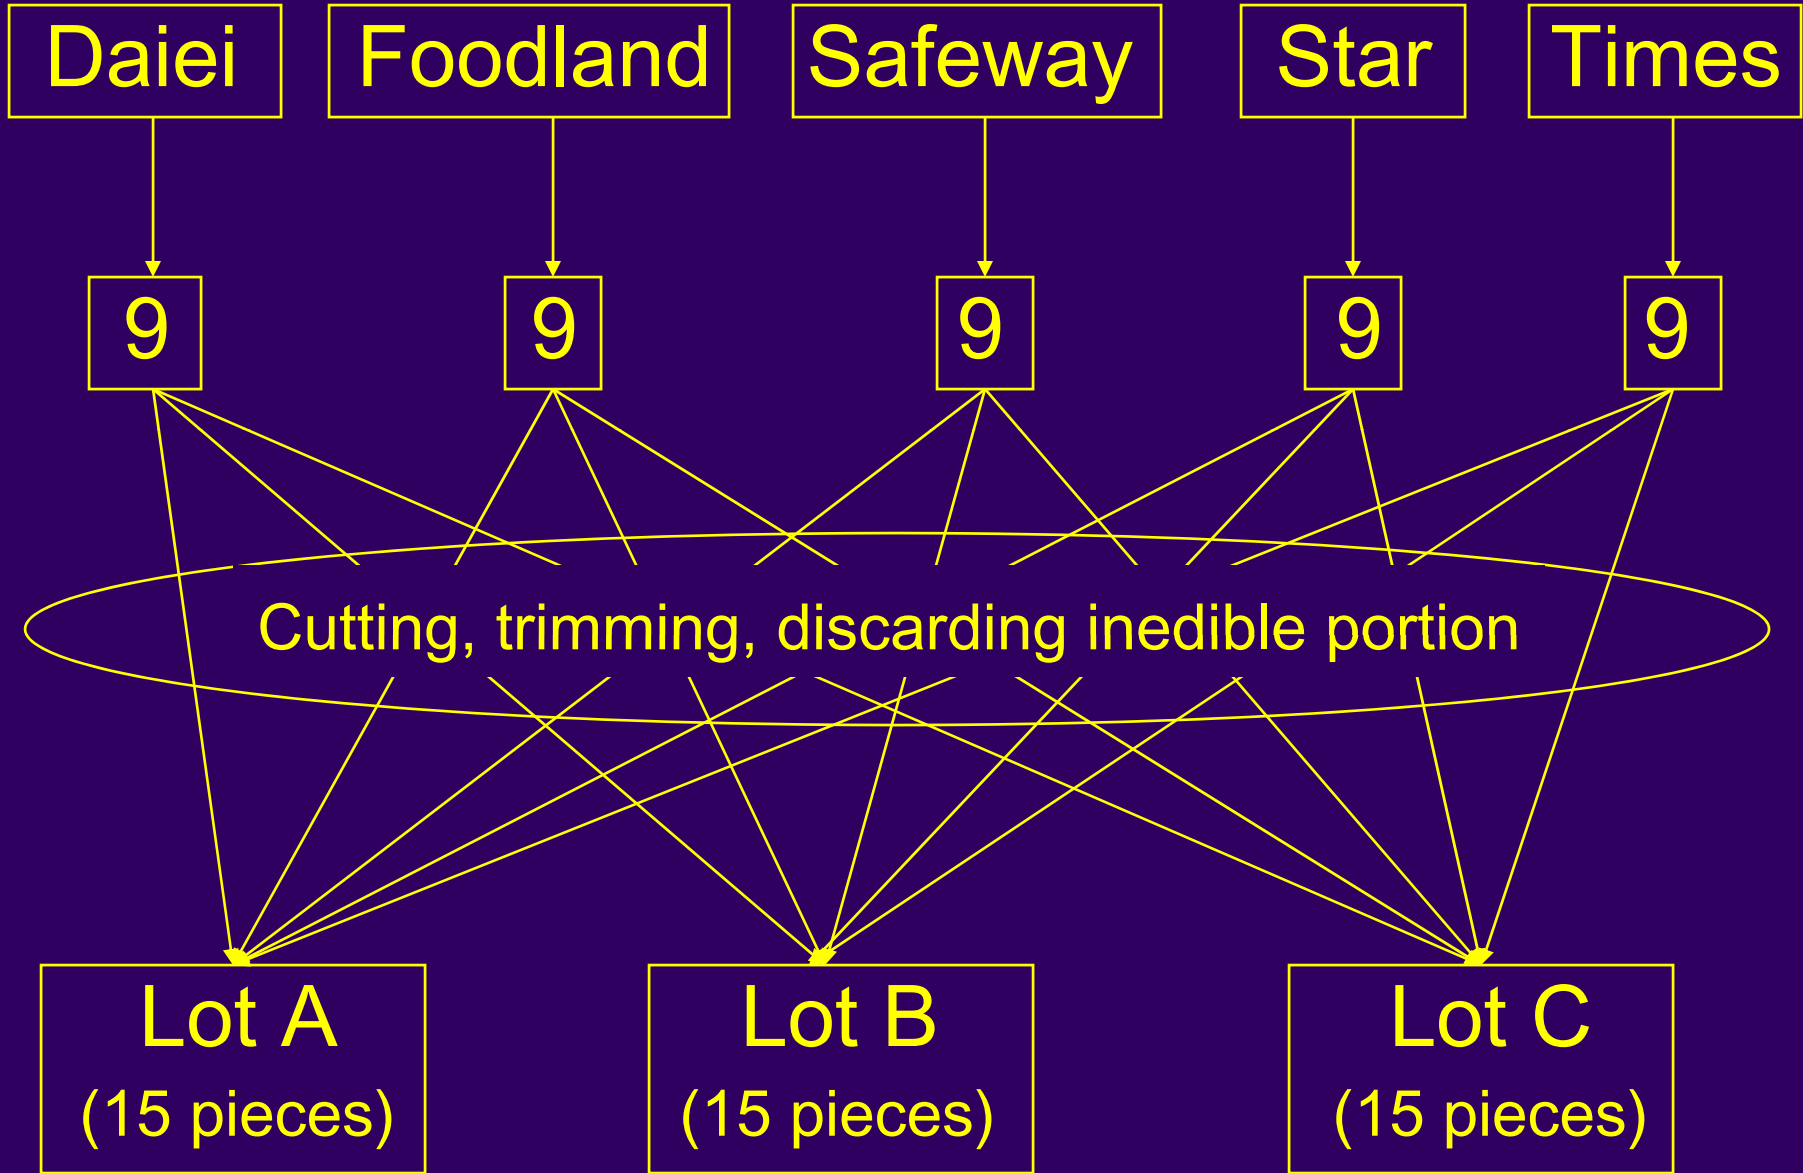 Daiei Foodland Safeway Star Times
9 9 9 9 9
Cutting, trimming, discarding inedible portion
Lot A Lot B Lot C
(15 pieces) (15 pieces) (15 pieces)